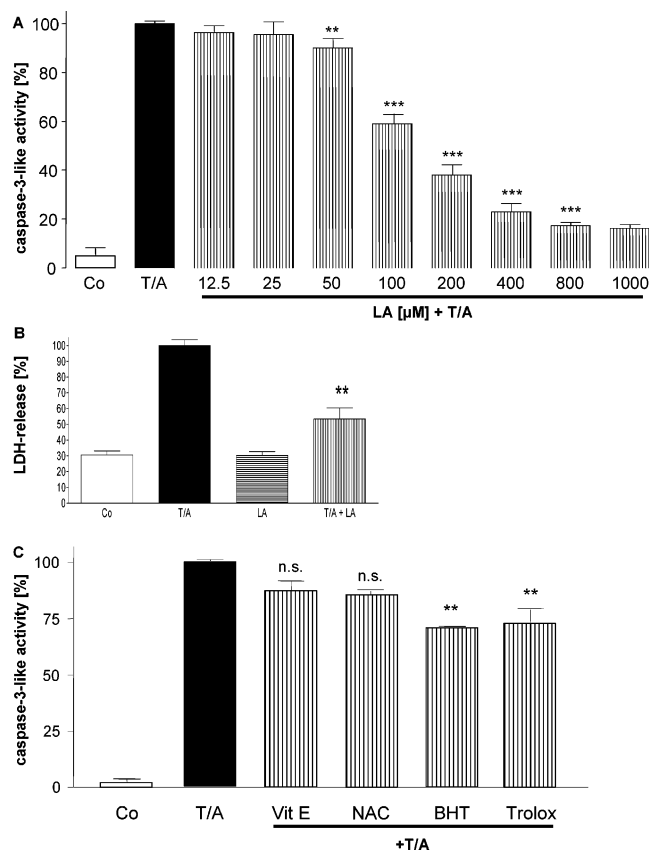 A
caspase-3-like activity [%]
100
80
60
40
20
0
**
***
***
***
***
Co
T/A
12.5
25
50
100
200
400
800
1000
LA [µM] + T/A
B
LDH-release [%]
100
90
80
70
60
50
40
30
20
10
0
**
Co
T/A
LA
T/A + LA
C
caspase-3-like activity [%]
100
75
50
25
0
n.s.
n.s.
**
**
Co
T/A
Vit E
NAC
BHT
Trolox
+T/A